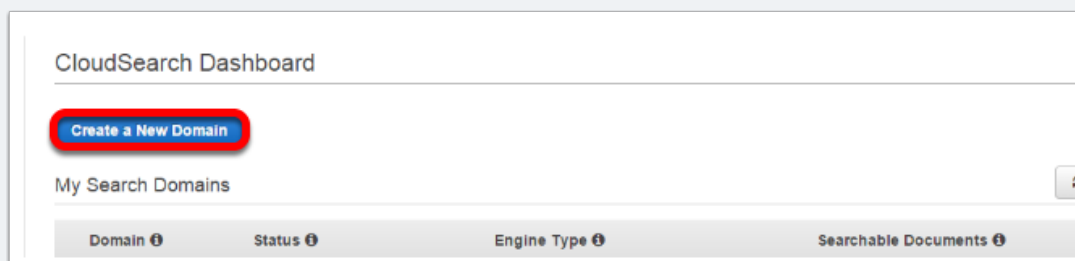 CloudSearch Dashboard
Create a New Domain
My Search Domains
Domain Status Engine Type Searchable Documents